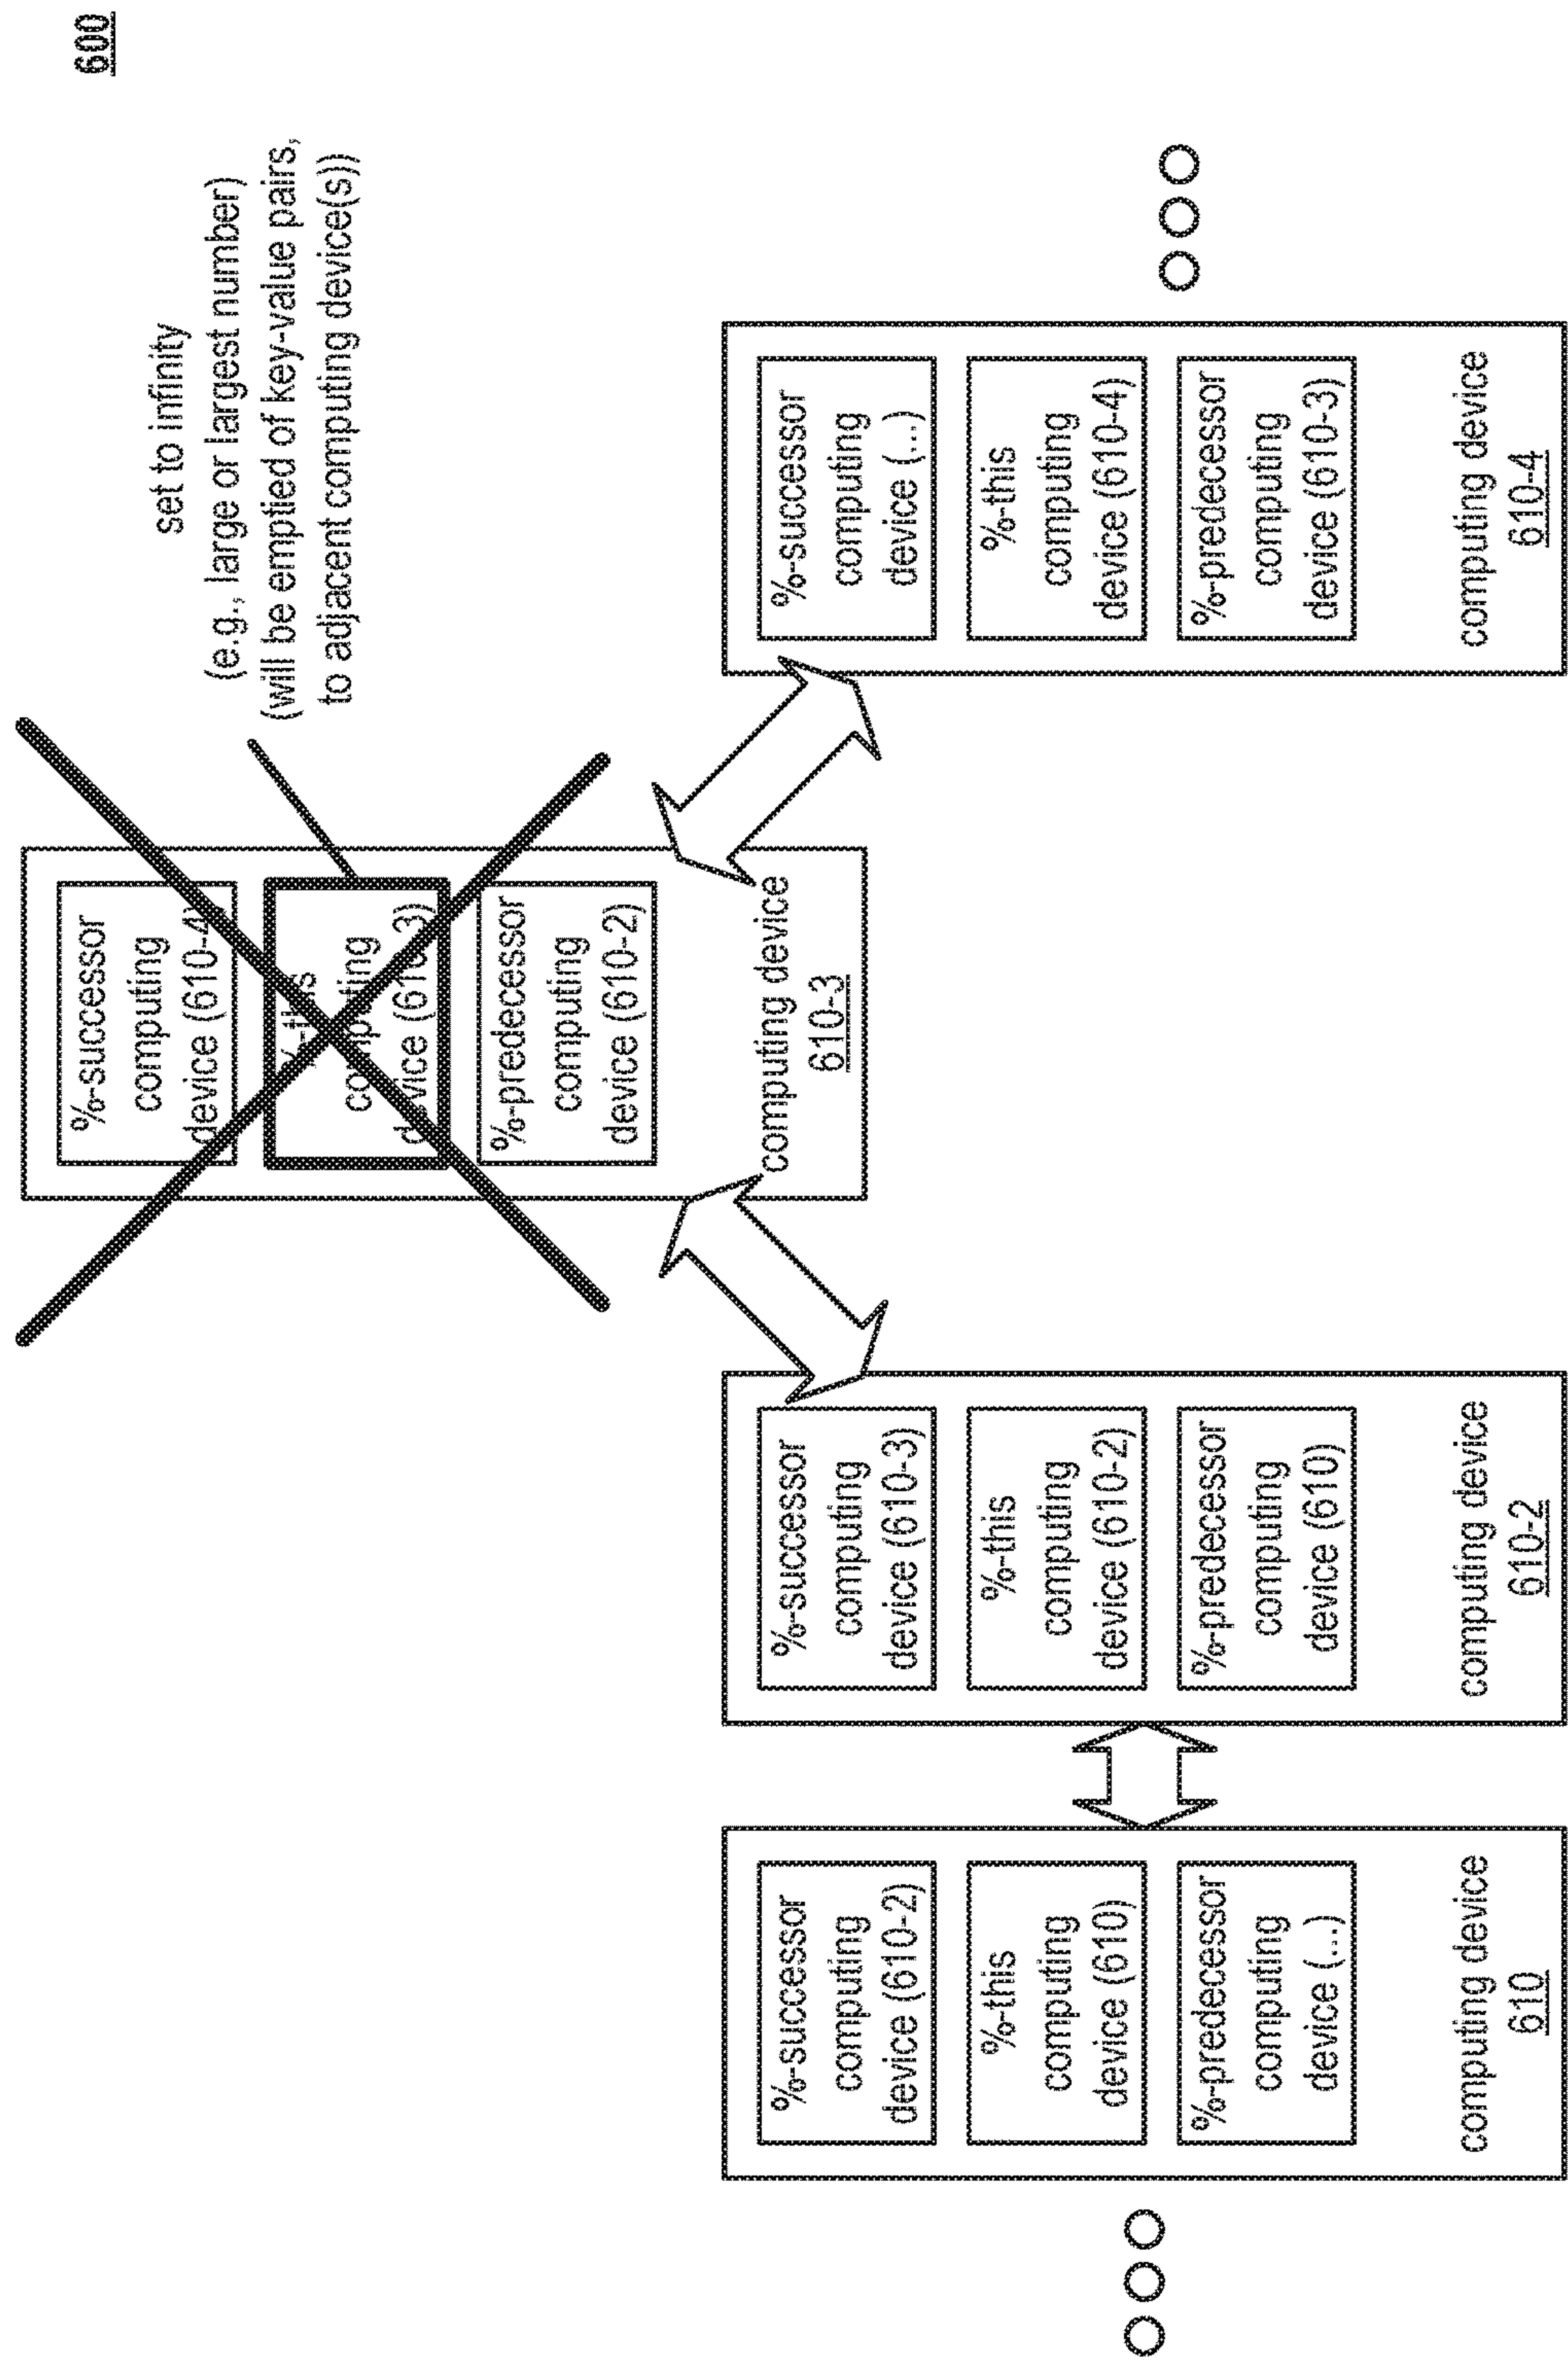 600
set to infinity
(e.g., large or largest number)
(will be emptied of key-value pairs,
to adjacent computing device(s))
%-successor
computing
device (610-4)
%-this
computing
device (610-3)
%-predecessor
computing
device (610-2)
computing device
610-3
%-successor
computing
device (610-2)
%-this
computing
device (610)
%-predecessor
computing
device (...)
computing device
610
%-successor
computing
device (610-3)
%-this
computing
device (610-2)
%-predecessor
computing
device (610)
computing device
610-2
%-successor
computing
device (...)
%-this
computing
device (610-4)
%-predecessor
computing
device (610-3)
computing device
610-4